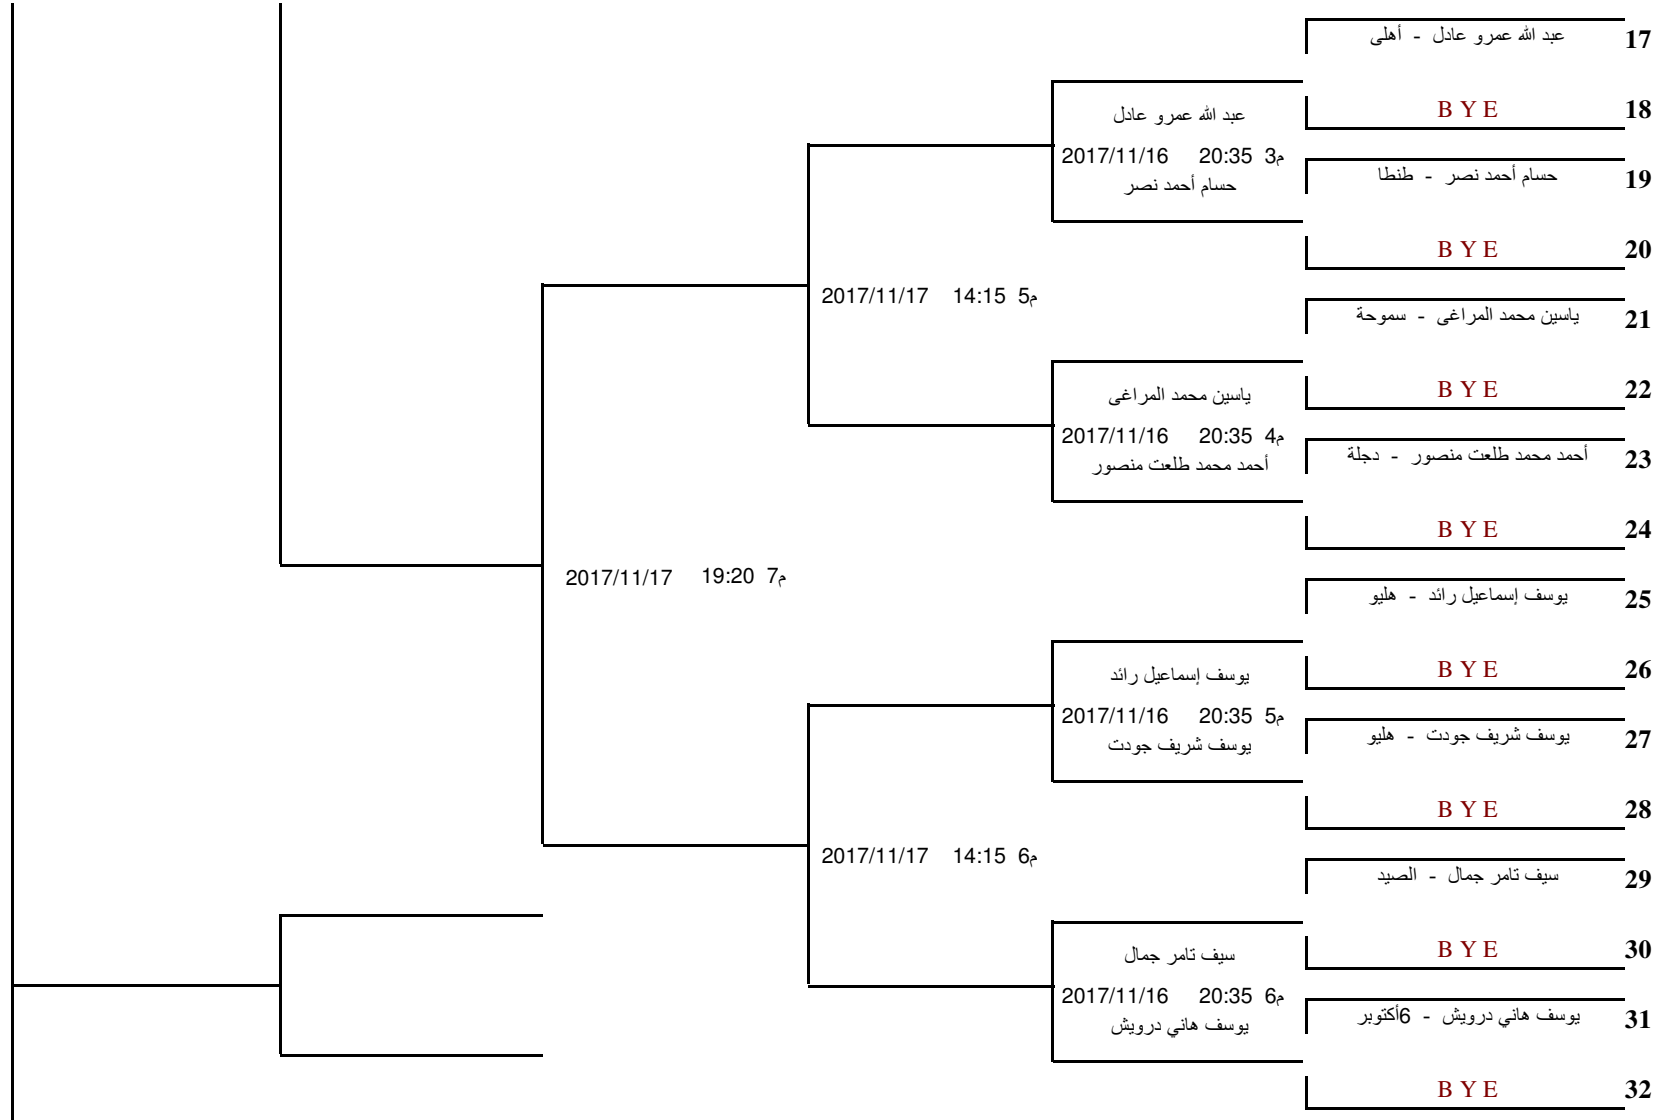 17 عبد الله عمرو عادل - أهلى
18 B Y E
عبد الله عمرو عادل
م3 20:35 2017/11/16
حسام أحمد نصر
19 حسام أحمد نصر - طنطا
20 B Y E
م5 14:15 2017/11/17
21 ياسين محمد المراغى - سموحة
22 B Y E
ياسين محمد المراغى
م4 20:35 2017/11/16
أحمد محمد طلعت منصور
23 أحمد محمد طلعت منصور - دجلة
24 B Y E
م7 19:20 2017/11/17
25 يوسف إسماعيل رائد - هليو
26 B Y E
يوسف إسماعيل رائد
م5 20:35 2017/11/16
يوسف شريف جودت
27 يوسف شريف جودت - هليو
28 B Y E
م6 14:15 2017/11/17
29 سيف تامر جمال - الصيد
30 B Y E
سيف تامر جمال
م6 20:35 2017/11/16
يوسف هاني درويش
31 يوسف هاني درويش - 6أكتوبر
32 B Y E